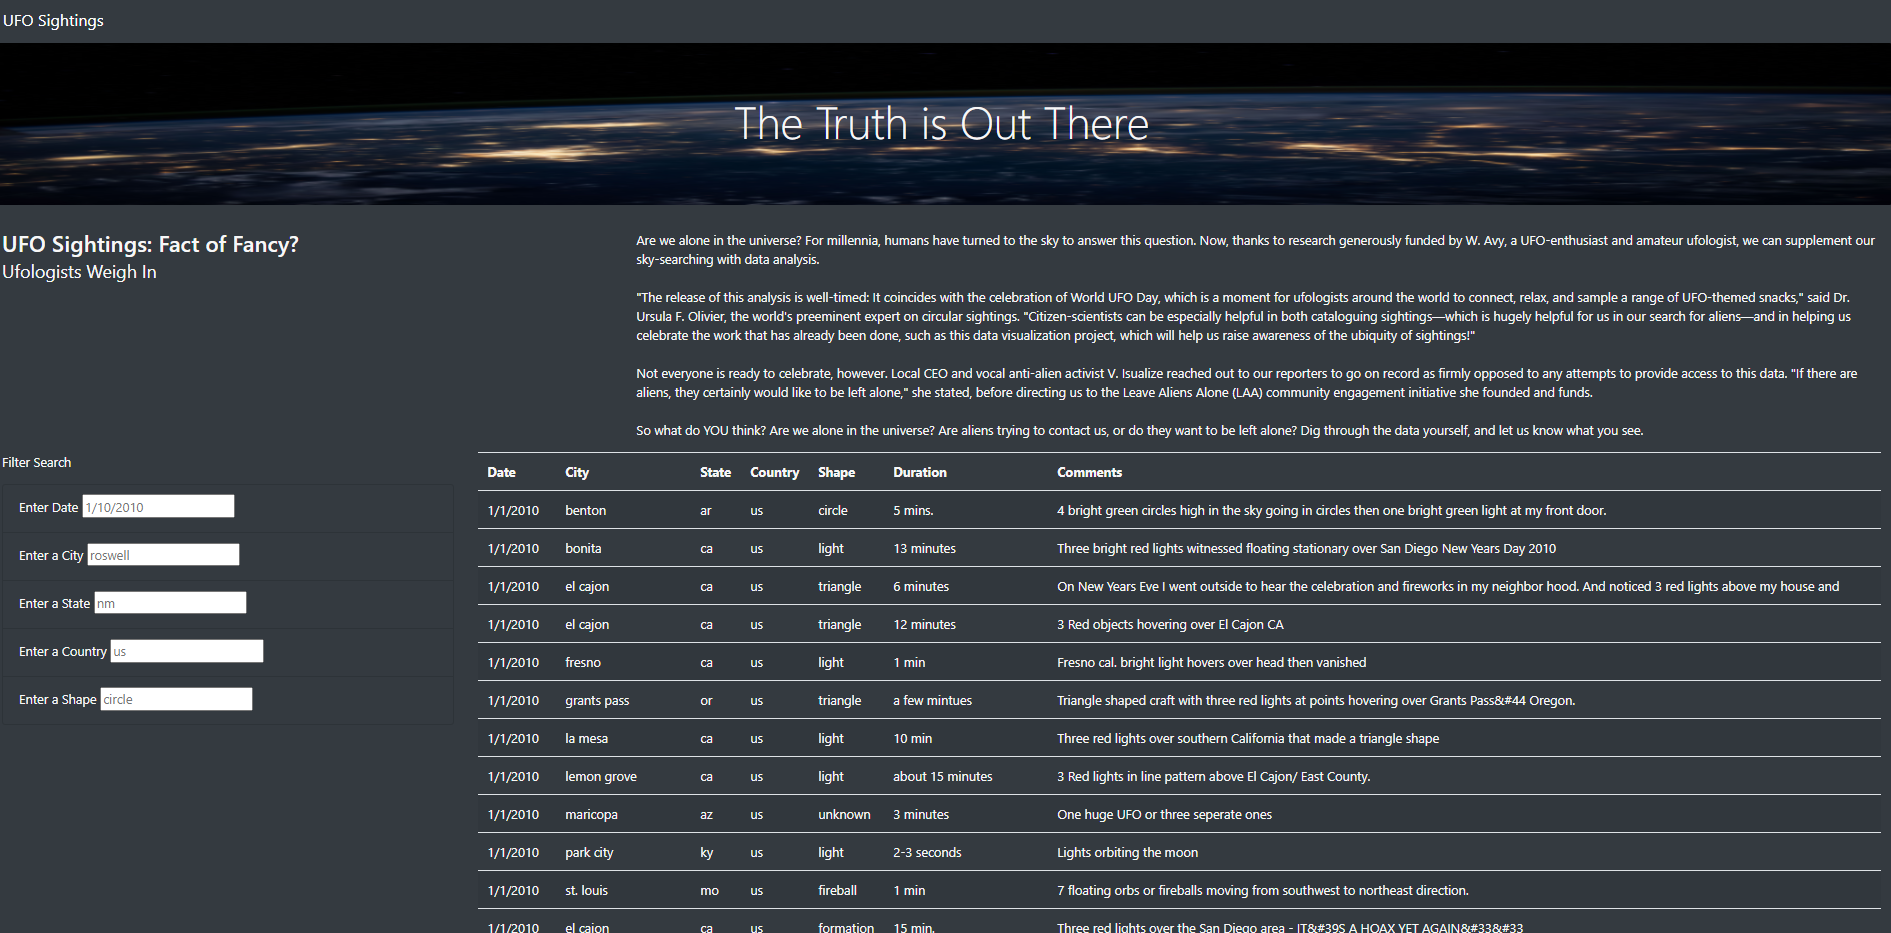 UFO Sightings
The Truth is Out There
UFO Sightings: Fact of Fancy?
Ufologists Weigh In
Are we alone in the universe? For millennia, humans have turned to the sky to answer this question. Now, thanks to research generously funded by W. Avy, a UFO-enthusiast and amateur ufologist, we can supplement our
sky-searching with data analysis.
"The release of this analysis is well-timed: It coincides with the celebration of World UFO Day, which is a moment for ufologists around the world to connect, relax, and sample a range of UFO-themed snacks," said Dr.
Ursula F. Olivier, the world's preeminent expert on circular sightings. "Citizen-scientists can be especially helpful in both cataloguing sightings—which is hugely helpful for us in our search for aliens—and in helping us
celebrate the work that has already been done, such as this data visualization project, which will help us raise awareness of the ubiquity of sightings!"
Not everyone is ready to celebrate, however. Local CEO and vocal anti-alien activist V. Isualize reached out to our reporters to go on record as firmly opposed to any attempts to provide access to this data. "If there are
aliens, they certainly would like to be left alone," she stated, before directing us to the Leave Aliens Alone (LAA) community engagement initiative she founded and funds.
So what do YOU think? Are we alone in the universe? Are aliens trying to contact us, or do they want to be left alone? Dig through the data yourself, and let us know what you see.
Filter Search
Enter Date 1/10/2010
Enter a City roswell
Enter a State nm
Enter a Country us
Enter a Shape circle
Date City State Country Shape Duration Comments
1/1/2010 benton ar us circle 5 mins. 4 bright green circles high in the sky going in circles then one bright green light at my front door.
1/1/2010 bonita ca us light 13 minutes Three bright red lights witnessed floating stationary over San Diego New Years Day 2010
1/1/2010 el cajon ca us triangle 6 minutes On New Years Eve I went outside to hear the celebration and fireworks in my neighbor hood. And noticed 3 red lights above my house and
1/1/2010 el cajon ca us triangle 12 minutes 3 Red objects hovering over El Cajon CA
1/1/2010 fresno ca us light 1 min Fresno cal. bright light hovers over head then vanished
1/1/2010 grants pass or us triangle a few mintues Triangle shaped craft with three red lights at points hovering over Grants Pass&#44 Oregon.
1/1/2010 la mesa ca us light 10 min Three red lights over southern California that made a triangle shape
1/1/2010 lemon grove ca us light about 15 minutes 3 Red lights in line pattern above El Cajon/ East County.
1/1/2010 maricopa az us unknown 3 minutes One huge UFO or three seperate ones
1/1/2010 park city ky us light 2-3 seconds Lights orbiting the moon
1/1/2010 st. louis mo us fireball 1 min 7 floating orbs or fireballs moving from southwest to northeast direction.
1/1/2010 el cajon ca us formation 15 min. Three red lights over the San Diego area - IT&#39S A HOAX YET AGAIN&#33&#33